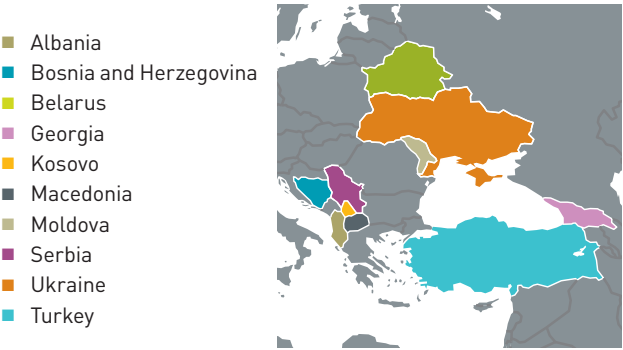 Albania
Bosnia and Herzegovina
Belarus
Georgia
Kosovo
Macedonia
Moldova
Serbia
Ukraine
Turkey